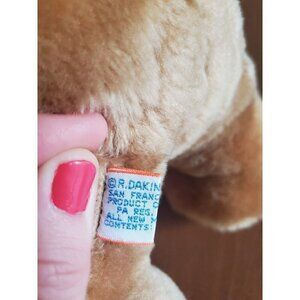 ©R.DAKIN
SAN FRANC
PRODUCT
PA REG.
ALL NEW
CONTENTS: